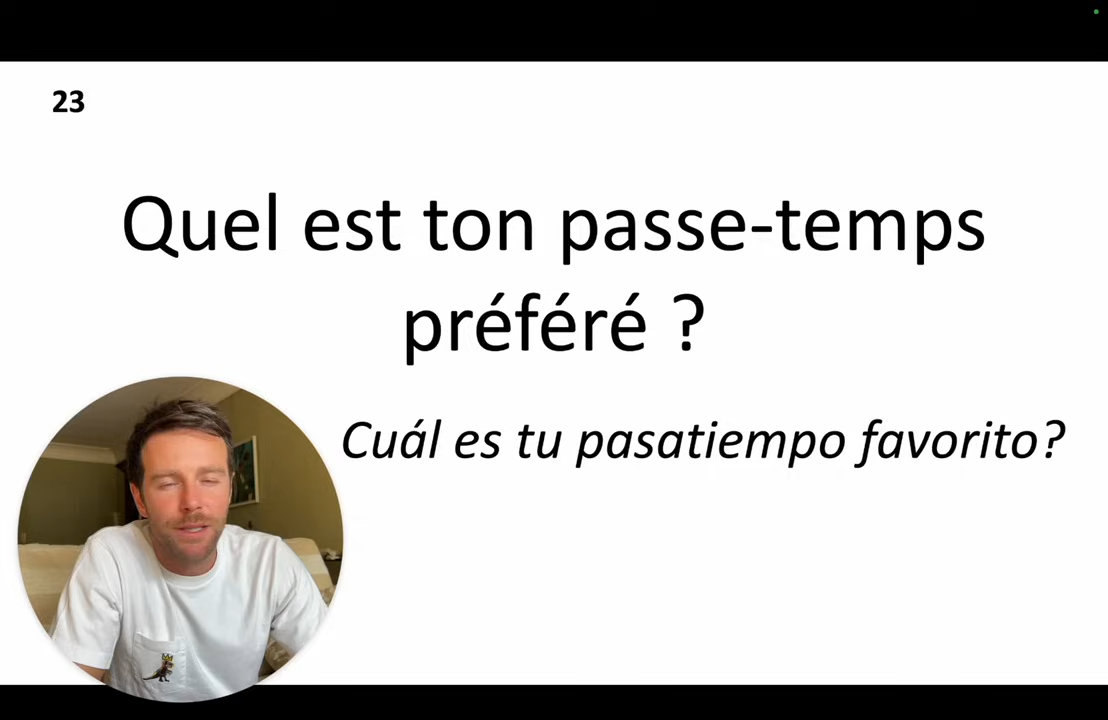 23
Quel est ton passe-temps
préféré ?
Cuál es tu pasatiempo favorito?